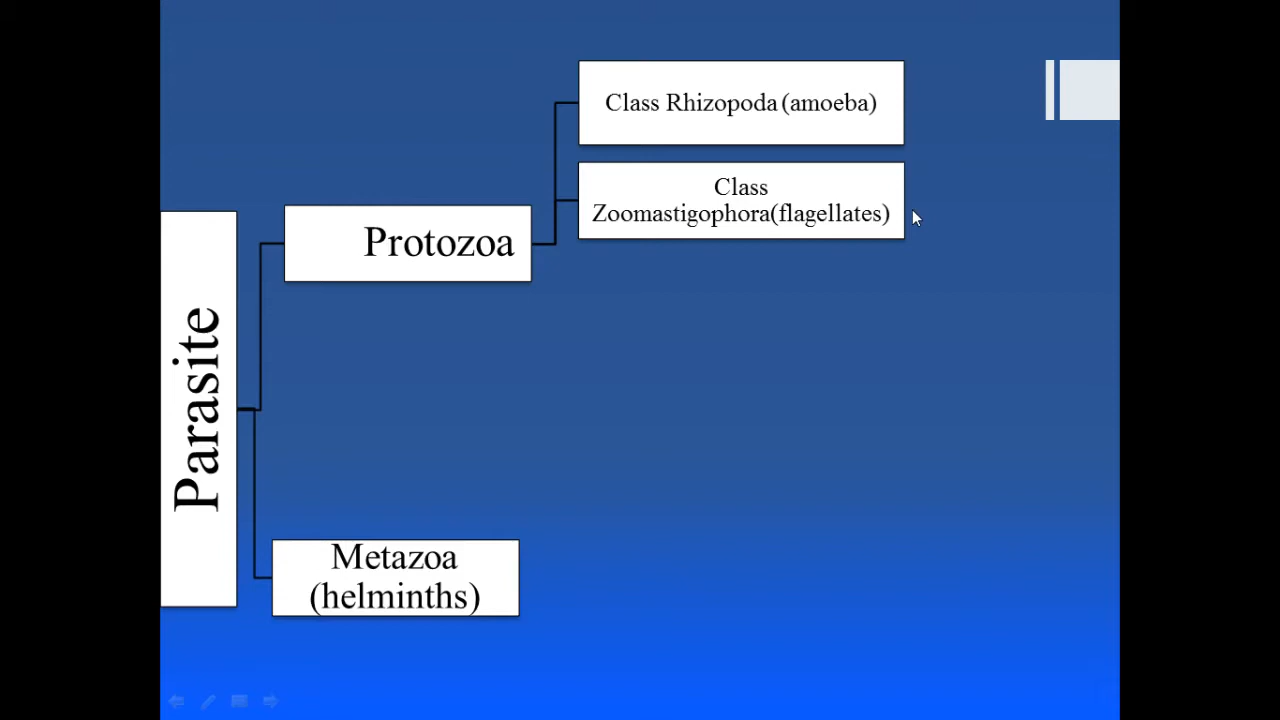 Class Rhizopoda (amoeba)
Class
Zoomastigophora(flagellates)
Protozoa
Parasite
Metazoa
(helminths)